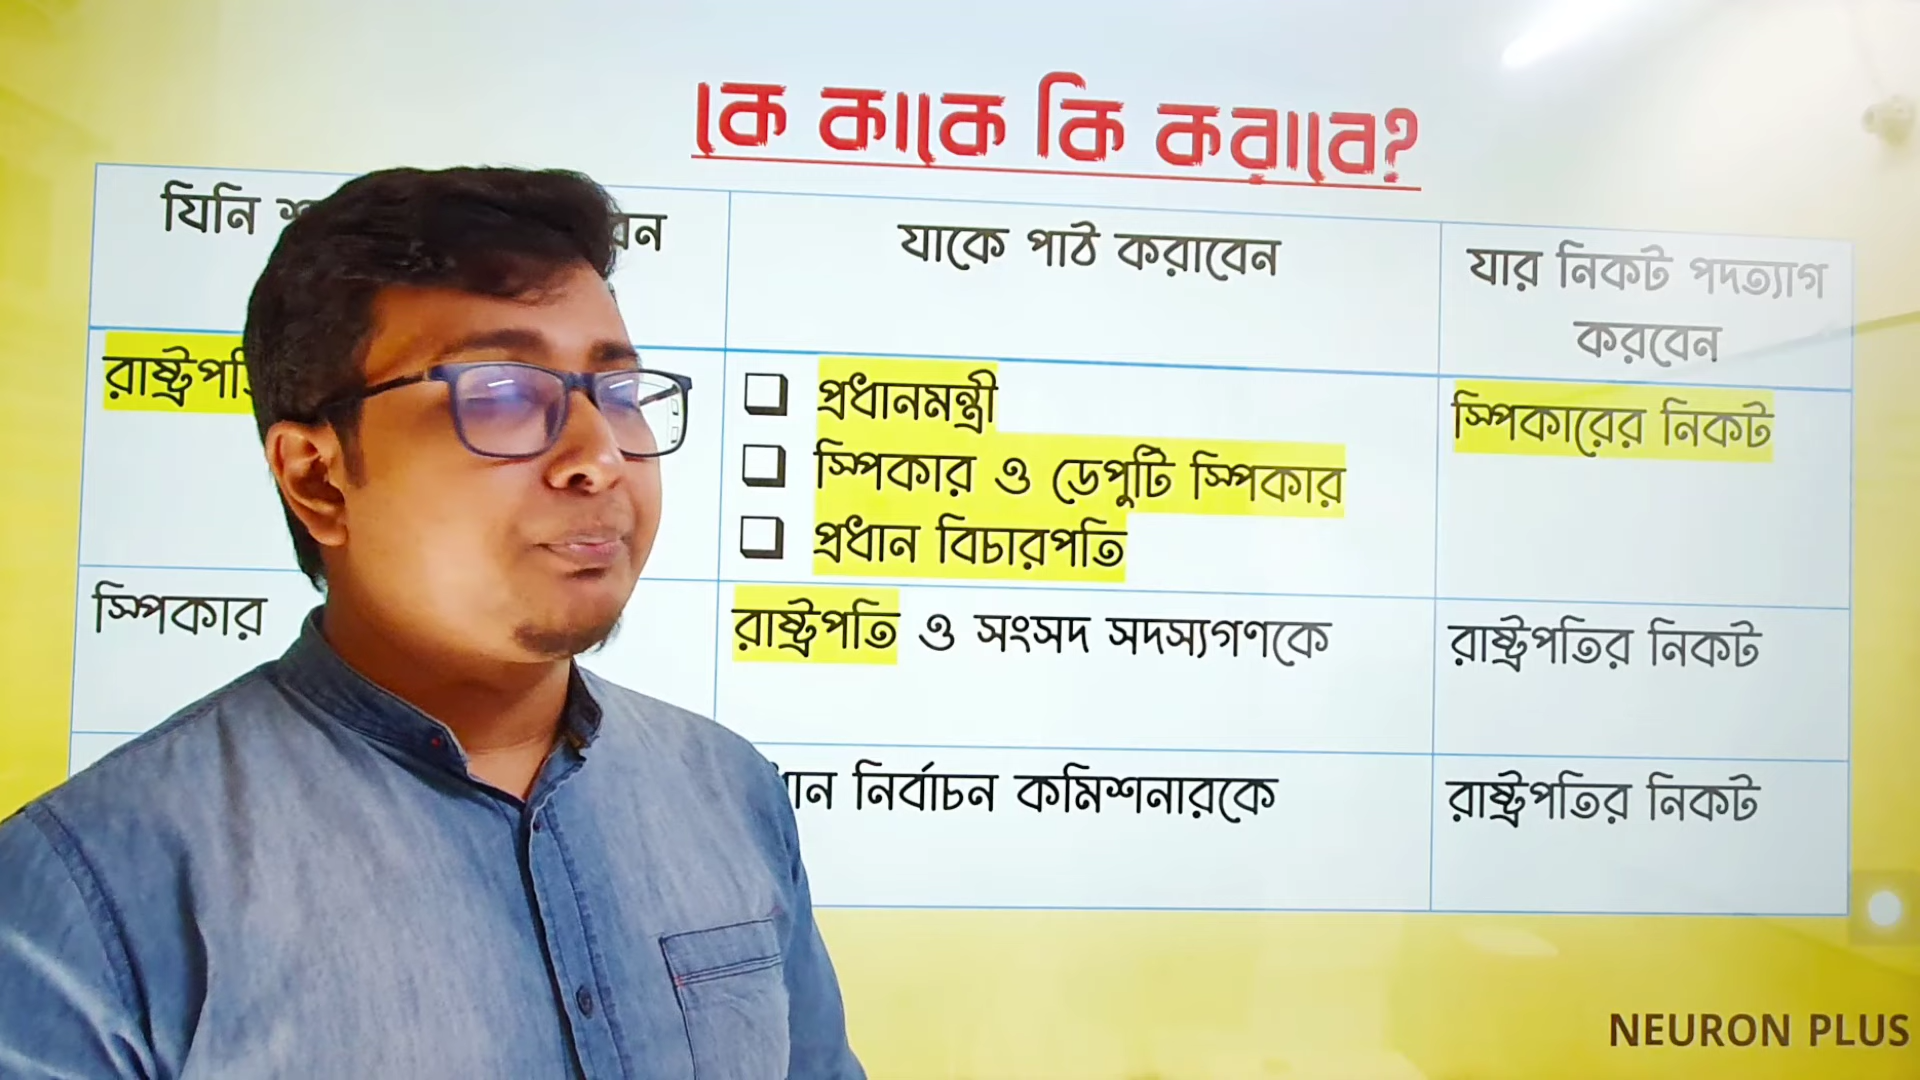 কে কাকে কি করাবে?
যিনি
যাকে পাঠ করাবেন
যার নিকট পদত্যাগ
করবেন
প্রধানমন্ত্রী
স্পিকার ও ডেপুটি স্পিকার
প্রধান বিচারপতি
স্পিকারের নিকট
স্পিকার
রাষ্ট্রপতি ও সংসদ সদস্যগণকে
রাষ্ট্রপতির নিকট
নির্বাচন কমিশনারকে
রাষ্ট্রপতির নিকট
NEURON PLUS